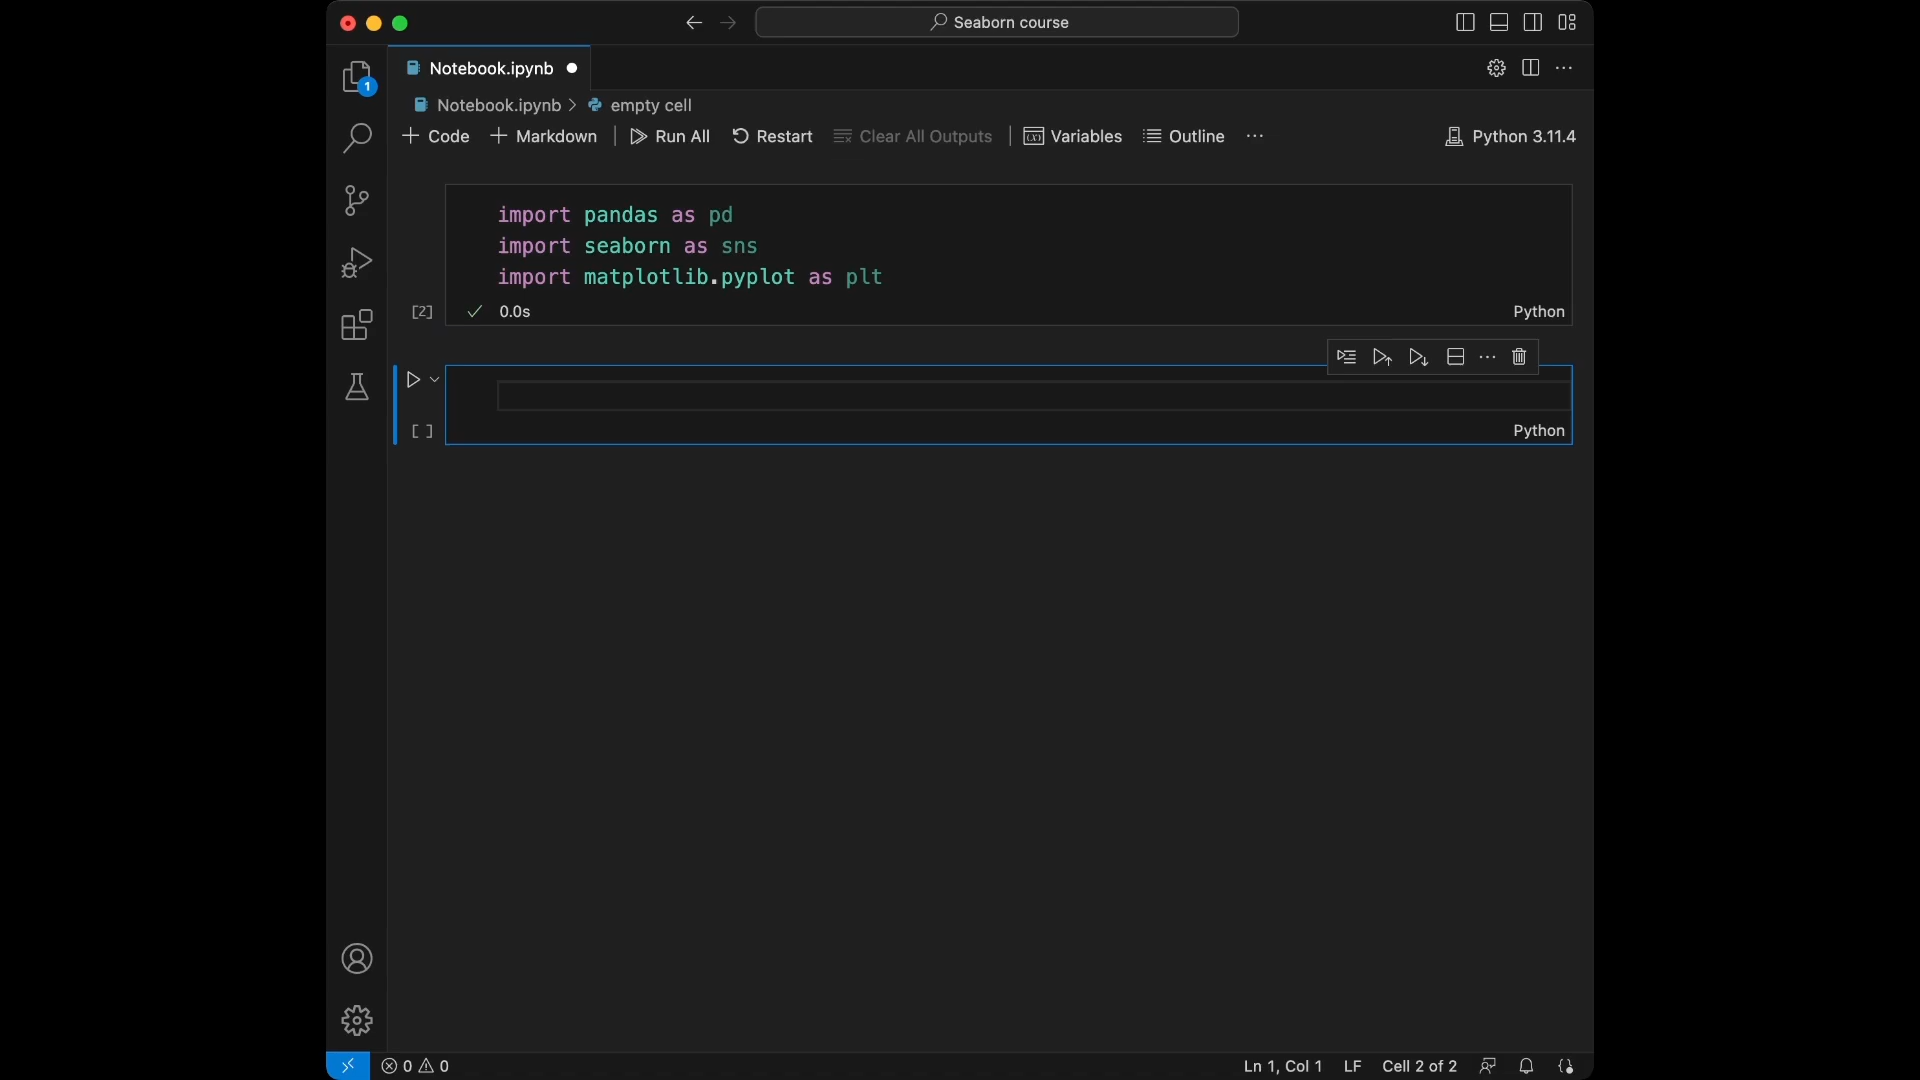 Seaborn course
Notebook.ipynb
1
Notebook.ipynb > empty cell
Code Markdown Run All Restart Clear All Outputs Variables Outline ... Python 3.11.4
import pandas as pd
import seaborn as sns
import matplotlib.pyplot as plt
[2] 0.0s Python
[ ] Python
0 0 Ln 1, Col 1 LF Cell 2 of 2